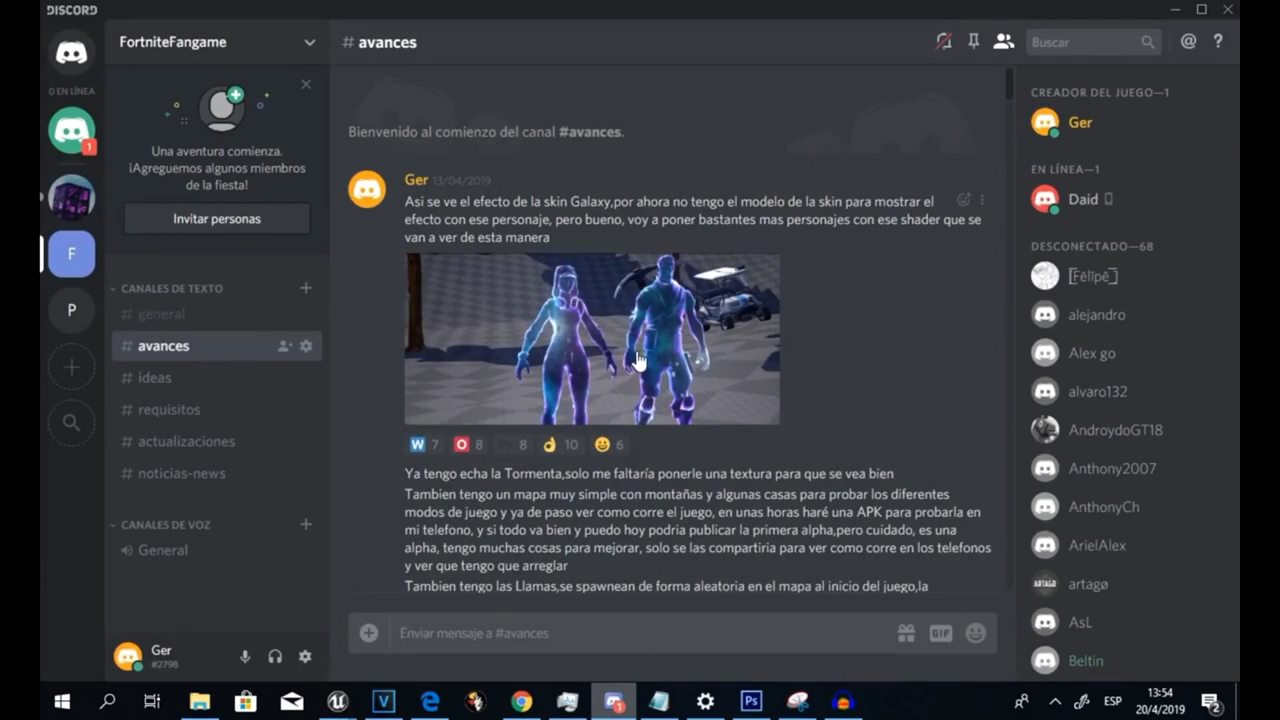 DISCORD
FortniteFangame
# avances
Buscar
@
?
0 EN LÍNEA
1
F
P
Una aventura comienza.
¡Agreguemos algunos miembros
de la fiesta!
Invitar personas
CANALES DE TEXTO
# general
# avances
# ideas
# requisitos
# actualizaciones
# noticias-news
CANALES DE VOZ
General
Ger
#2798
Bienvenido al comienzo del canal #avances.
Ger 13/04/2019
Asi se ve el efecto de la skin Galaxy,por ahora no tengo el modelo de la skin para mostrar el
efecto con ese personaje, pero bueno, voy a poner bastantes mas personajes con ese shader que se
van a ver de esta manera
W 7 O 8 8 10 6
Ya tengo echa la Tormenta,solo me faltaría ponerle una textura para que se vea bien
Tambien tengo un mapa muy simple con montañas y algunas casas para probar los diferentes
modos de juego y ya de paso ver como corre el juego, en unas horas haré una APK para probarla en
mi telefono, y si todo va bien y puedo hoy podria publicar la primera alpha,pero cuidado, es una
alpha, tengo muchas cosas para mejorar, solo se las compartiria para ver como corre en los telefonos
y ver que tengo que arreglar
Tambien tengo las Llamas,se spawnean de forma aleatoria en el mapa al inicio del juego,la
Enviar mensaje a #avances
GIF
CREADOR DEL JUEGO—1
Ger
EN LÍNEA—1
Daid
DESCONECTADO—68
alejandro
Alex go
alvaro132
AndroydoGT18
Anthony2007
AnthonyCh
ArielAlex
ARTAGO
artagø
AsL
Beltin
V
1
Ps
ESP
13:54
20/4/2019
2